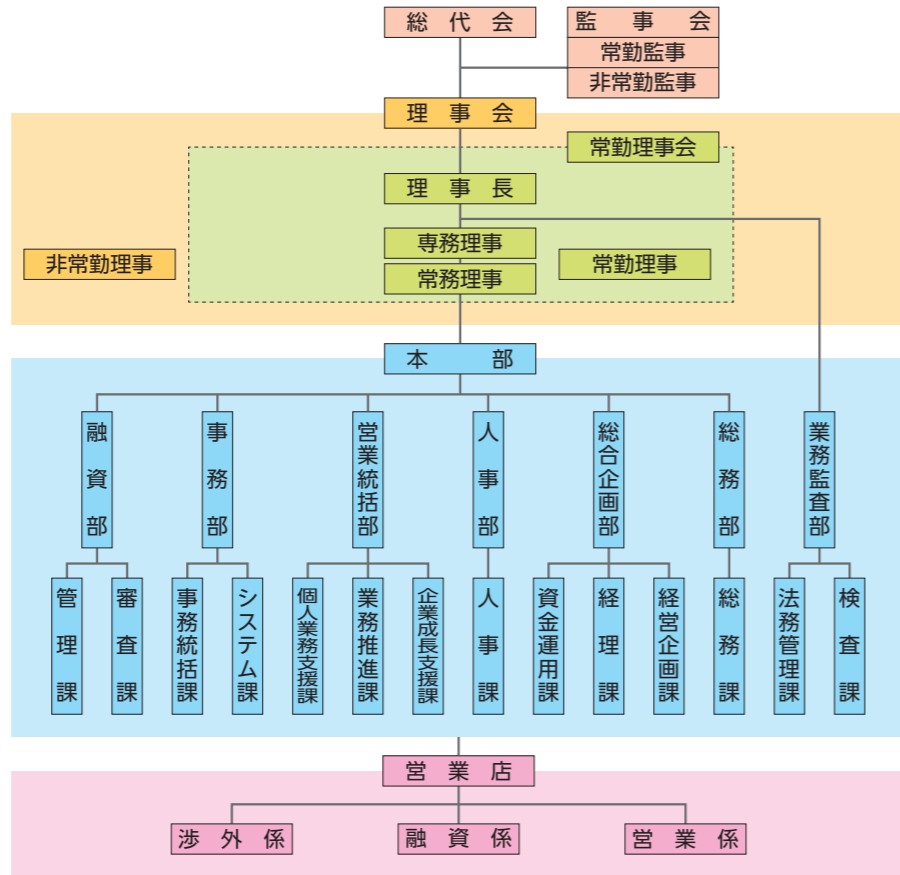 総代会
監事会
常勤監事
非常勤監事
理事会
常勤理事会
理事長
専務理事
非常勤理事
常勤理事
常務理事
本部
融資部
事務部
営業統括部
人事部
総合企画部
総務部
業務監査部
管理課
審査課
事務統括課
システム課
個人業務支援課
業務推進課
企業成長支援課
人事課
資金運用課
経理課
経営企画課
総務課
法務管理課
検査課
営業店
渉外係
融資係
営業係